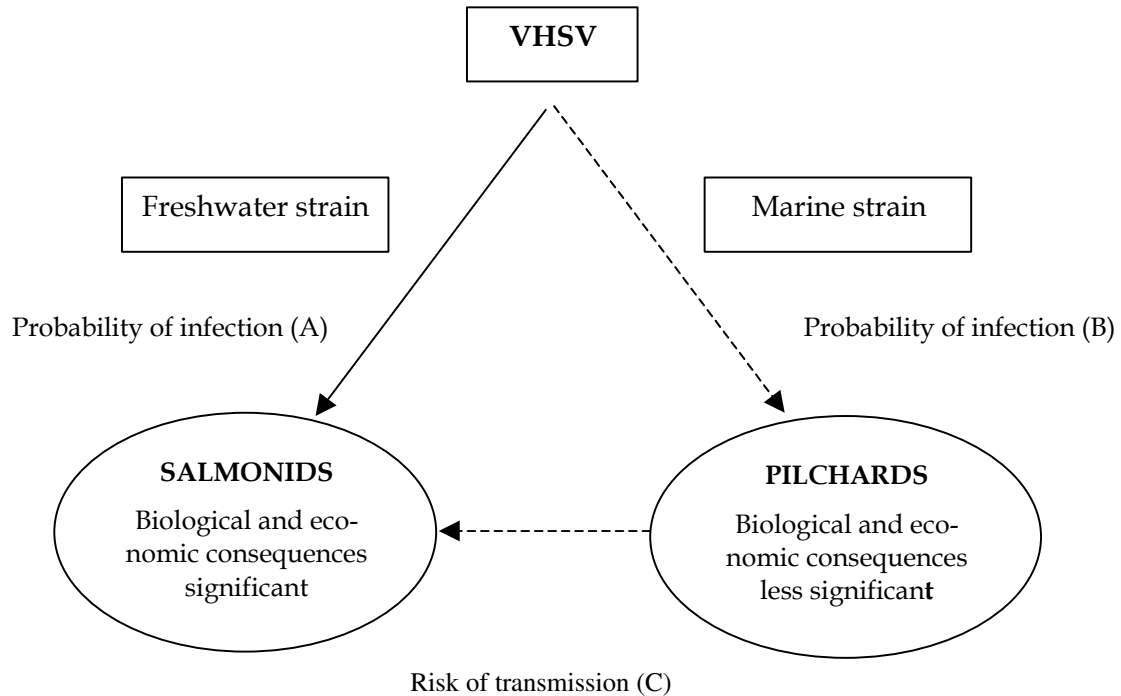 VHSV
Freshwater strain
Marine strain
Probability of infection (A)
Probability of infection (B)
SALMONIDS
Biological and eco-
nomic consequences
significant
PILCHARDS
Biological and eco-
nomic consequences
less significant
Risk of transmission (C)